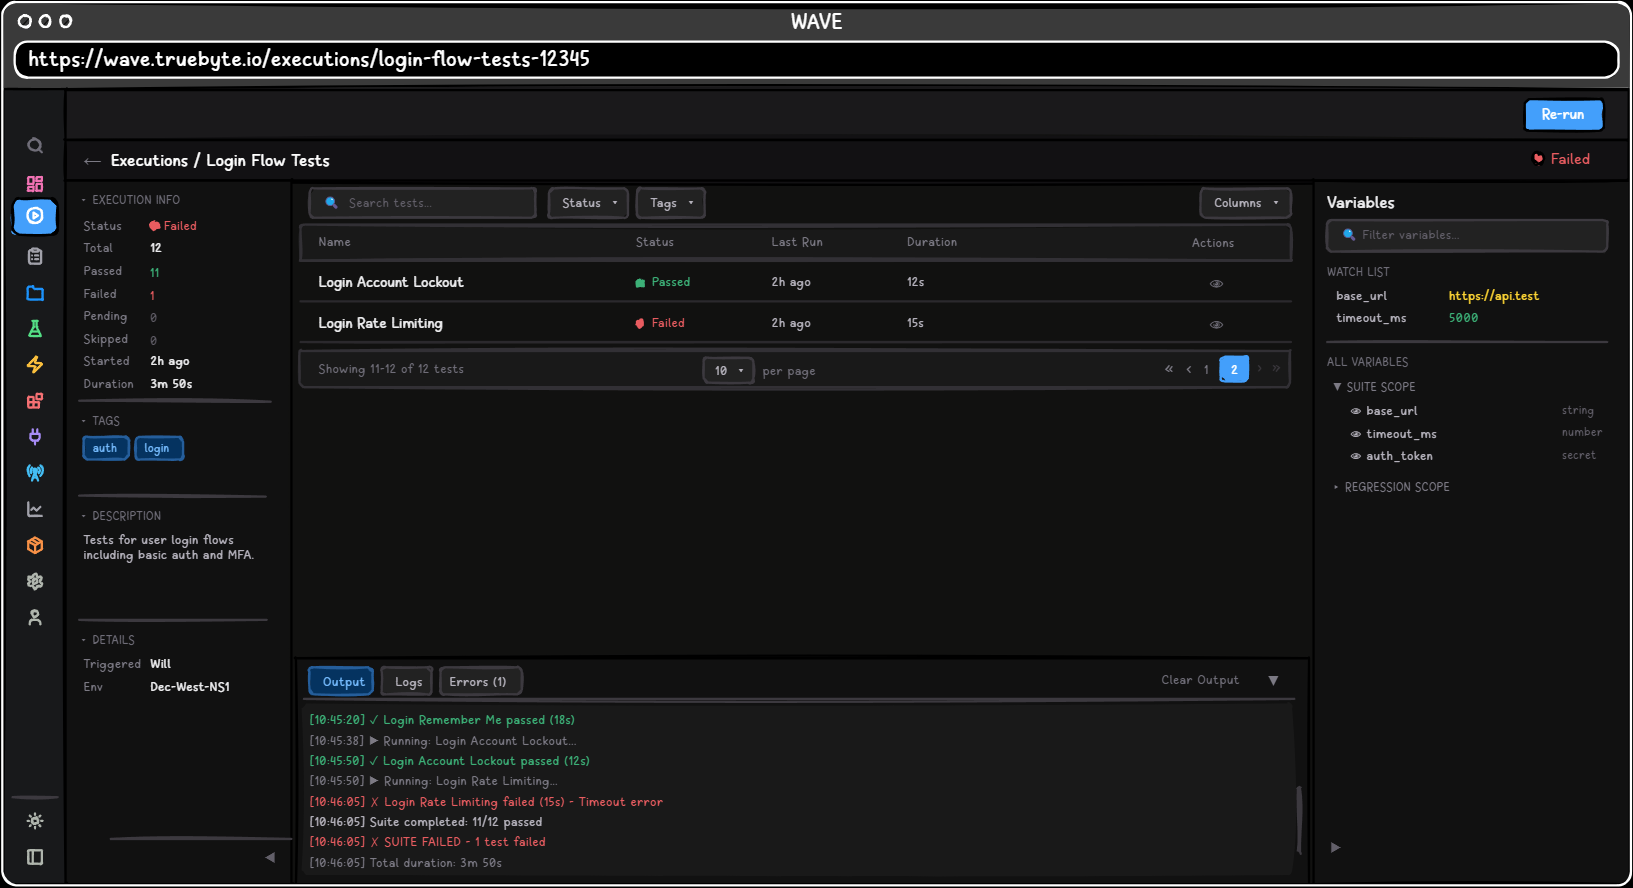 WAVE
https://wave.truebyte.io/executions/login-flow-tests-12345
Re-run
← Executions / Login Flow Tests
Failed
- EXECUTION INFO
Status Failed
Total 12
Passed 11
Failed 1
Pending 0
Skipped 0
Started 2h ago
Duration 3m 50s
- TAGS
auth login
- DESCRIPTION
Tests for user login flows
including basic auth and MFA.
- DETAILS
Triggered Will
Env Dec-West-NS1
Search tests... Status Tags Columns
Name Status Last Run Duration Actions
Login Account Lockout Passed 2h ago 12s
Login Rate Limiting Failed 2h ago 15s
Showing 11-12 of 12 tests 10 per page « ‹ 1 2 › »
Output Logs Errors (1) Clear Output ▼
[10:45:20] ✓ Login Remember Me passed (18s)
[10:45:38] ▶ Running: Login Account Lockout...
[10:45:50] ✓ Login Account Lockout passed (12s)
[10:45:50] ▶ Running: Login Rate Limiting...
[10:46:05] ✗ Login Rate Limiting failed (15s) - Timeout error
[10:46:05] Suite completed: 11/12 passed
[10:46:05] ✗ SUITE FAILED - 1 test failed
[10:46:05] Total duration: 3m 50s
Variables
Filter variables...
WATCH LIST
base_url https://api.test
timeout_ms 5000
ALL VARIABLES
▼ SUITE SCOPE
base_url string
timeout_ms number
auth_token secret
▸ REGRESSION SCOPE